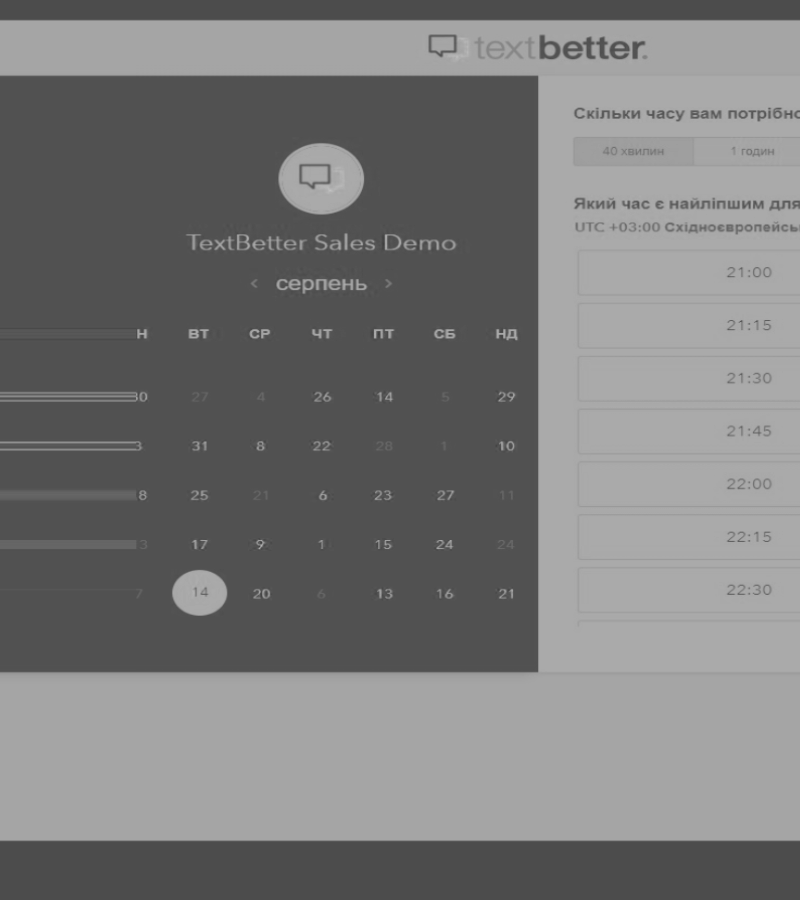 textbetter.
TextBetter Sales Demo
< серпень >
Н ВТ СР ЧТ ПТ СБ НД
30 27 4 26 14 5 29
3 31 8 22 28 1 10
8 25 21 6 23 27 11
3 17 9 1 15 24 24
7 14 20 6 13 16 21
Скільки часу вам потрібно
40 хвилин 1 годин
Який час є найліпшим для
UTC +03:00 Східноєвропейсь
21:00
21:15
21:30
21:45
22:00
22:15
22:30